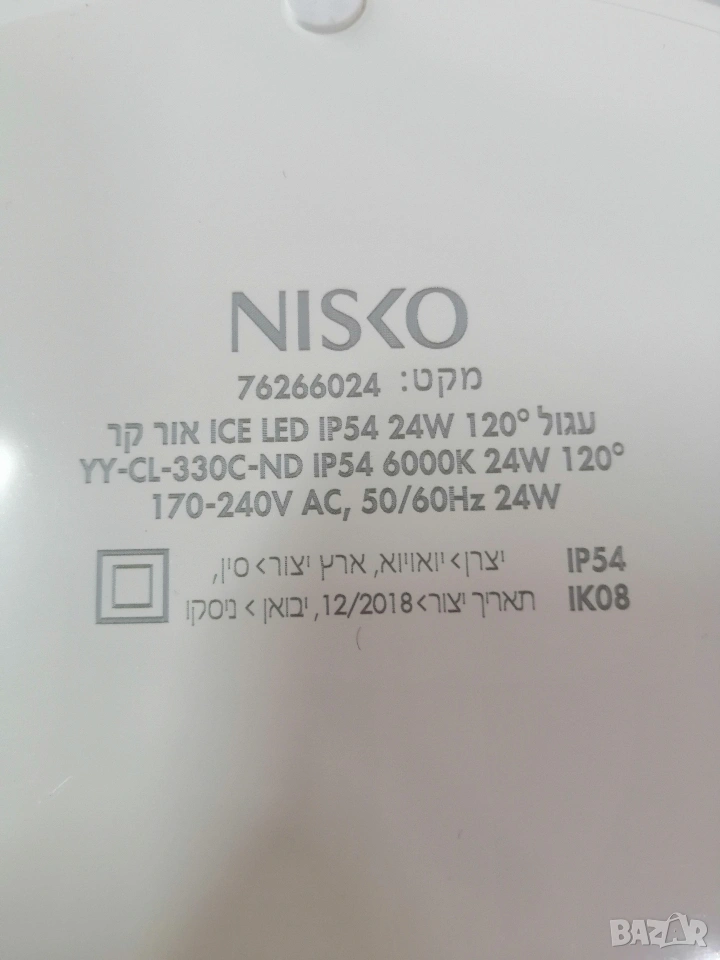 NISKO
מקט: 76266024
עגול ICE LED IP54 24W 120° אור קר
YY-CL-330C-ND IP54 6000K 24W 120°
170-240V AC, 50/60Hz 24W
יצרן> יואויוא, ארץ יצור> סין, IP54
תאריך יצור> 12/2018, יבואן> ניסקו IK08
BAZAR